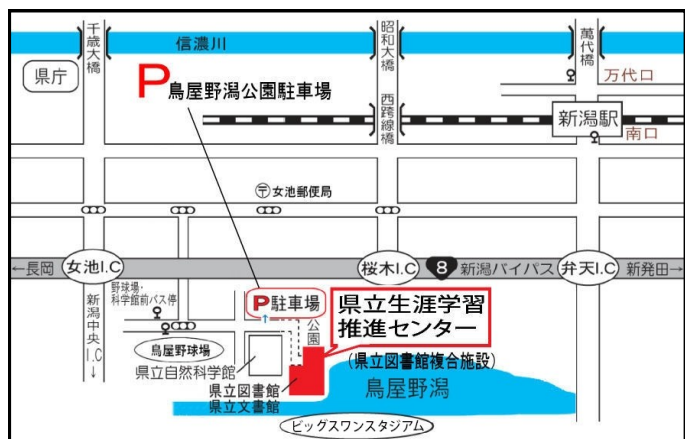 千歳大橋
信濃川
昭和大橋
萬代橋
県庁
P鳥屋野潟公園駐車場
万代口
西跨線橋
新潟駅
南口
〒女池郵便局
←長岡
女池I.C
桜木I.C
8
新潟バイパス
弁天I.C
新発田→
野球場・
科学館前バス停
P駐車場
公園
県立生涯学習
推進センター
(県立図書館複合施設)
新潟中央I.C→
鳥屋野球場
県立自然科学館
県立図書館
県立文書館
鳥屋野潟
ビッグスワンスタジアム